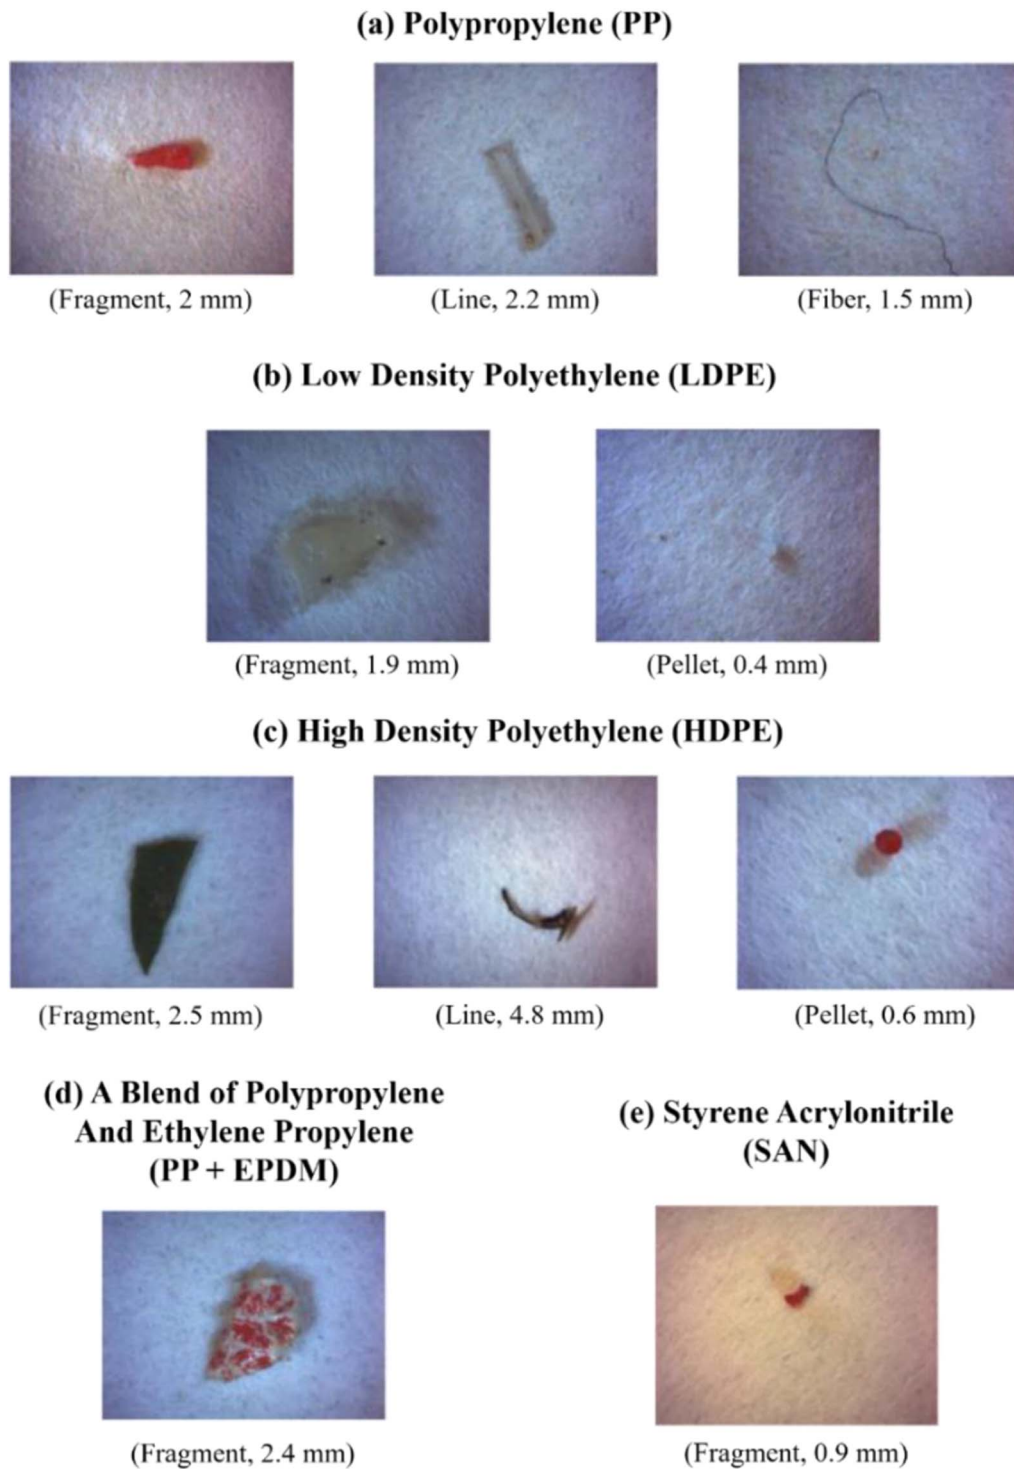 (a) Polypropylene (PP)
(Fragment, 2 mm)
(Line, 2.2 mm)
(Fiber, 1.5 mm)
(b) Low Density Polyethylene (LDPE)
(Fragment, 1.9 mm)
(Pellet, 0.4 mm)
(c) High Density Polyethylene (HDPE)
(Fragment, 2.5 mm)
(Line, 4.8 mm)
(Pellet, 0.6 mm)
(d) A Blend of Polypropylene
And Ethylene Propylene
(PP + EPDM)
(e) Styrene Acrylonitrile
(SAN)
(Fragment, 2.4 mm)
(Fragment, 0.9 mm)